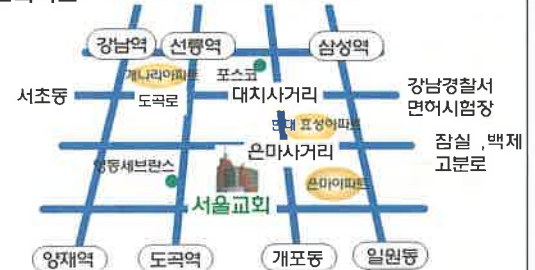 강남역 선릉역 삼성역
개나리아파트 포스코
서초동 도곡로 대치사거리 강남경찰서
면허시험장
현대 효성아파트
은마사거리 잠실 ,백제
고분로
영동세브란스
은마아파트
서울교회
양재역 도곡역 개포동 일원동